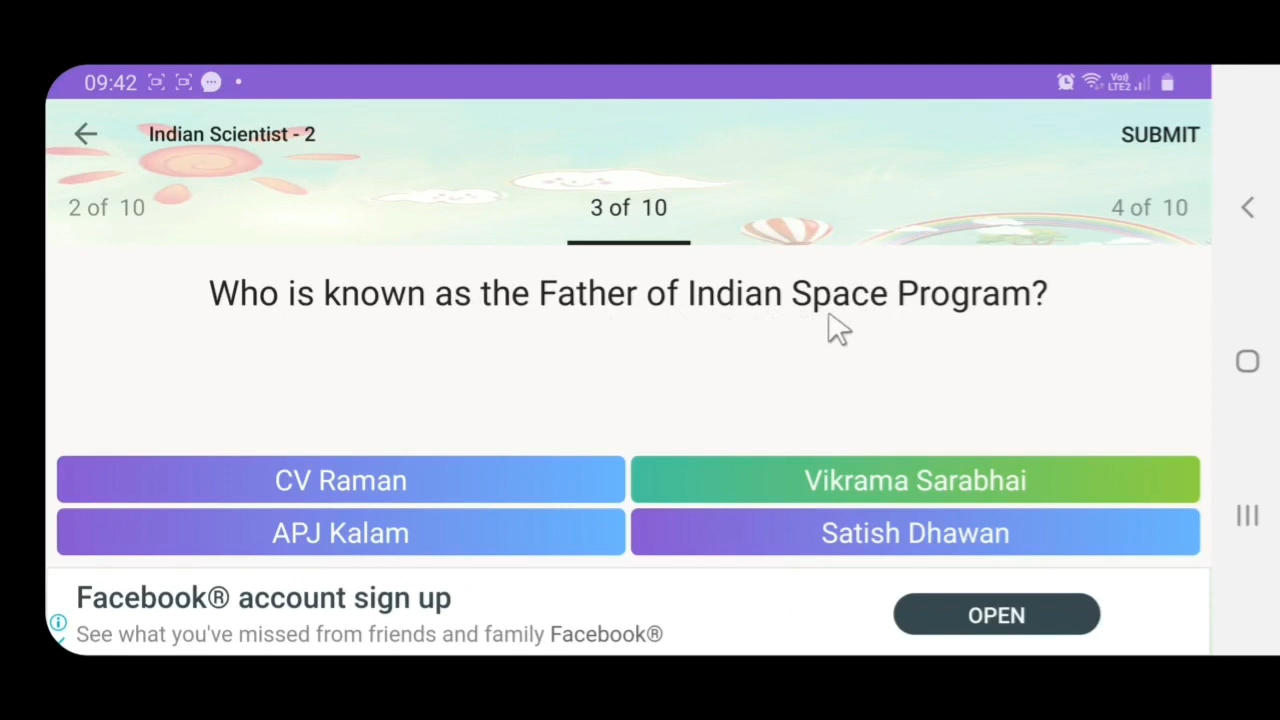 09:42
Vo))
LTE2
Indian Scientist - 2
SUBMIT
2 of 10
3 of 10
4 of 10
Who is known as the Father of Indian Space Program?
CV Raman
Vikrama Sarabhai
APJ Kalam
Satish Dhawan
Facebook® account sign up
See what you've missed from friends and family Facebook®
OPEN